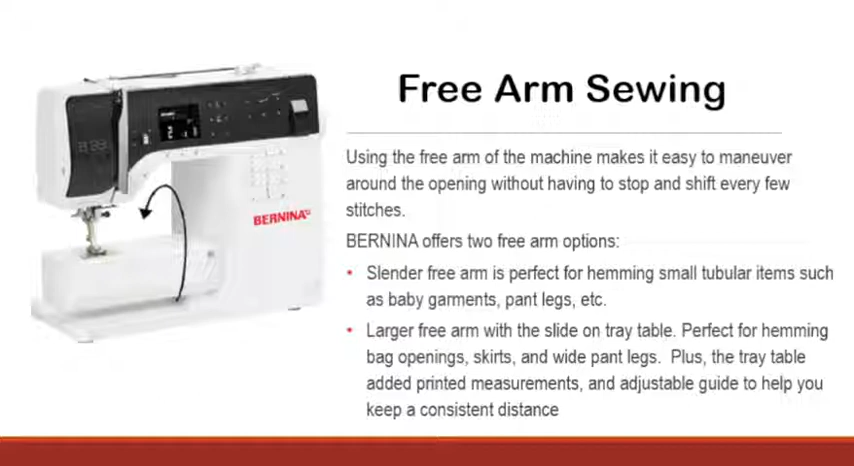 Free Arm Sewing
Using the free arm of the machine makes it easy to maneuver
around the opening without having to stop and shift every few
stitches.
BERNINA offers two free arm options:
• Slender free arm is perfect for hemming small tubular items such
as baby garments, pant legs, etc.
• Larger free arm with the slide on tray table. Perfect for hemming
bag openings, skirts, and wide pant legs. Plus, the tray table
added printed measurements, and adjustable guide to help you
keep a consistent distance
BERNINA